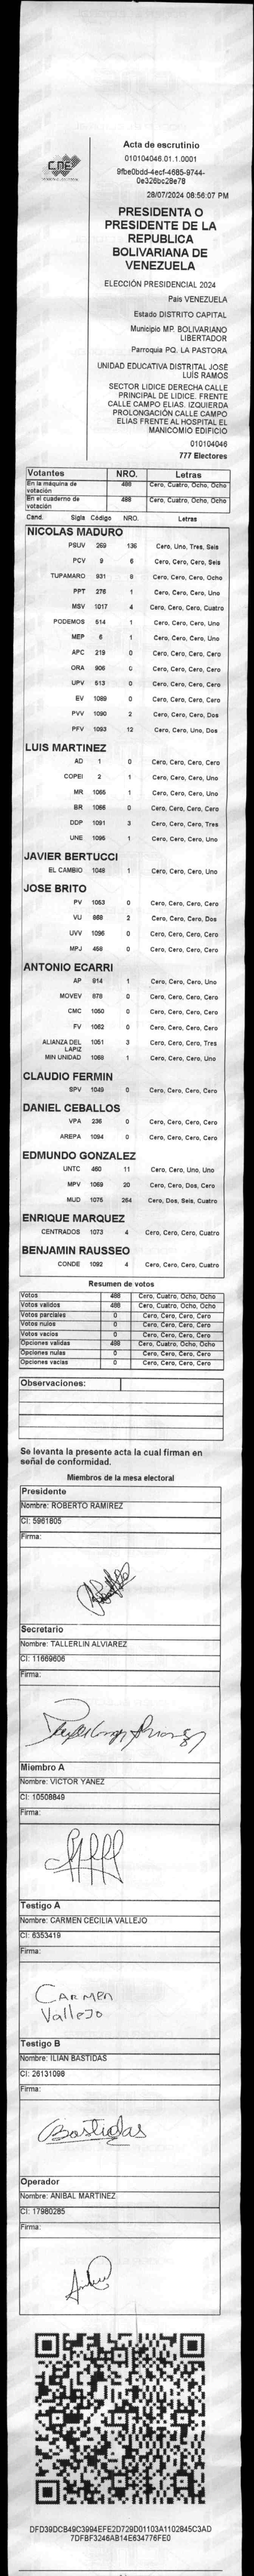 CNE
Acta de escrutinio
010104046.01.1.0001
9fbe0bdd-4ecf-4685-9744-
0e326bc28e78
28/07/2024 08:56:07 PM
PRESIDENTA O
PRESIDENTE DE LA
REPUBLICA
BOLIVARIANA DE
VENEZUELA
ELECCIÓN PRESIDENCIAL 2024
País VENEZUELA
Estado DISTRITO CAPITAL
Municipio MP. BOLIVARIANO
LIBERTADOR
Parroquia PQ. LA PASTORA
UNIDAD EDUCATIVA DISTRITAL JOSE
LUIS RAMOS
SECTOR LIDICE DERECHA CALLE
PRINCIPAL DE LIDICE. FRENTE
CALLE CAMPO ELIAS. IZQUIERDA
PROLONGACIÓN CALLE CAMPO
ELIAS FRENTE AL HOSPITAL EL
MANICOMIO EDIFICIO
010104046
777 Electores
Votantes NRO. Letras
En la máquina de votación 488 Cero, Cuatro, Ocho, Ocho
En el cuaderno de votación 488 Cero, Cuatro, Ocho, Ocho
Cand. Sigla Código NRO. Letras
NICOLAS MADURO
PSUV 269 136 Cero, Uno, Tres, Seis
PCV 9 6 Cero, Cero, Cero, Seis
TUPAMARO 931 8 Cero, Cero, Cero, Ocho
PPT 276 1 Cero, Cero, Cero, Uno
MSV 1017 4 Cero, Cero, Cero, Cuatro
PODEMOS 514 1 Cero, Cero, Cero, Uno
MEP 6 1 Cero, Cero, Cero, Uno
APC 219 0 Cero, Cero, Cero, Cero
ORA 906 0 Cero, Cero, Cero, Cero
UPV 513 0 Cero, Cero, Cero, Cero
EV 1089 0 Cero, Cero, Cero, Cero
PVV 1090 2 Cero, Cero, Cero, Dos
PFV 1093 12 Cero, Cero, Uno, Dos
LUIS MARTINEZ
AD 1 0 Cero, Cero, Cero, Cero
COPEI 2 1 Cero, Cero, Cero, Uno
MR 1065 1 Cero, Cero, Cero, Uno
BR 1066 0 Cero, Cero, Cero, Cero
DDP 1091 3 Cero, Cero, Cero, Tres
UNE 1095 1 Cero, Cero, Cero, Uno
JAVIER BERTUCCI
EL CAMBIO 1048 1 Cero, Cero, Cero, Uno
JOSE BRITO
PV 1053 0 Cero, Cero, Cero, Cero
VU 868 2 Cero, Cero, Cero, Dos
UVV 1096 0 Cero, Cero, Cero, Cero
MPJ 458 0 Cero, Cero, Cero, Cero
ANTONIO ECARRI
AP 914 1 Cero, Cero, Cero, Uno
MOVEV 878 0 Cero, Cero, Cero, Cero
CMC 1050 0 Cero, Cero, Cero, Cero
FV 1062 0 Cero, Cero, Cero, Cero
ALIANZA DEL LAPIZ 1051 3 Cero, Cero, Cero, Tres
MIN UNIDAD 1068 1 Cero, Cero, Cero, Uno
CLAUDIO FERMIN
SPV 1049 0 Cero, Cero, Cero, Cero
DANIEL CEBALLOS
VPA 236 0 Cero, Cero, Cero, Cero
AREPA 1094 0 Cero, Cero, Cero, Cero
EDMUNDO GONZALEZ
UNTC 460 11 Cero, Cero, Uno, Uno
MPV 1069 20 Cero, Cero, Dos, Cero
MUD 1075 264 Cero, Dos, Seis, Cuatro
ENRIQUE MARQUEZ
CENTRADOS 1073 4 Cero, Cero, Cero, Cuatro
BENJAMIN RAUSSEO
CONDE 1092 4 Cero, Cero, Cero, Cuatro
Resumen de votos
Votos 488 Cero, Cuatro, Ocho, Ocho
Votos validos 488 Cero, Cuatro, Ocho, Ocho
Votos parciales 0 Cero, Cero, Cero, Cero
Votos nulos 0 Cero, Cero, Cero, Cero
Votos vacios 0 Cero, Cero, Cero, Cero
Opciones validas 488 Cero, Cuatro, Ocho, Ocho
Opciones nulas 0 Cero, Cero, Cero, Cero
Opciones vacias 0 Cero, Cero, Cero, Cero
Observaciones:
Se levanta la presente acta la cual firman en
señal de conformidad.
Miembros de la mesa electoral
Presidente
Nombre: ROBERTO RAMIREZ
CI: 5961805
Firma:
Secretario
Nombre: TALLERLIN ALVIAREZ
CI: 11669606
Firma:
Miembro A
Nombre: VICTOR YANEZ
CI: 10508849
Firma:
Testigo A
Nombre: CARMEN CECILIA VALLEJO
CI: 6353419
Firma:
CARMEN
Vallejo
Testigo B
Nombre: ILIAN BASTIDAS
CI: 26131098
Firma:
Bastidas
Operador
Nombre: ANIBAL MARTINEZ
CI: 17980285
Firma:
DFD39DCB49C3994EFE2D729D01103A1102845C3AD
7DFBF3246AB14E634776FE0